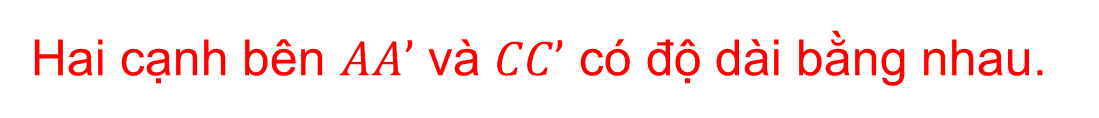 Hai cạnh bên AA’ và CC’ có độ dài bằng nhau.